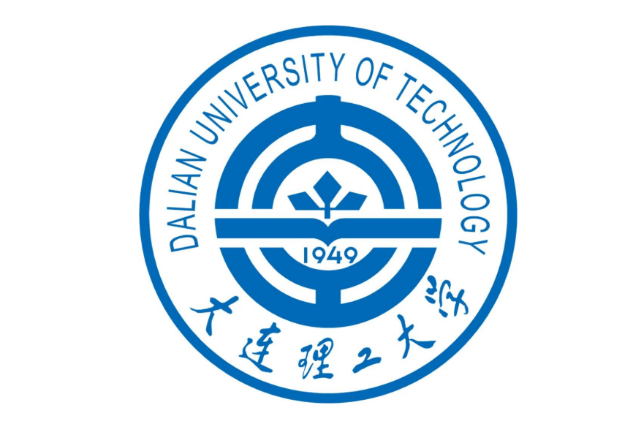 DALIAN UNIVERSITY OF TECHNOLOGY
1949
大连理工大学